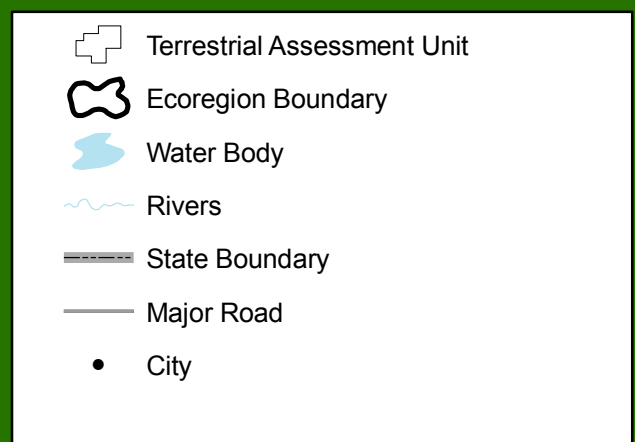 Terrestrial Assessment Unit
Ecoregion Boundary
Water Body
Rivers
State Boundary
Major Road
City